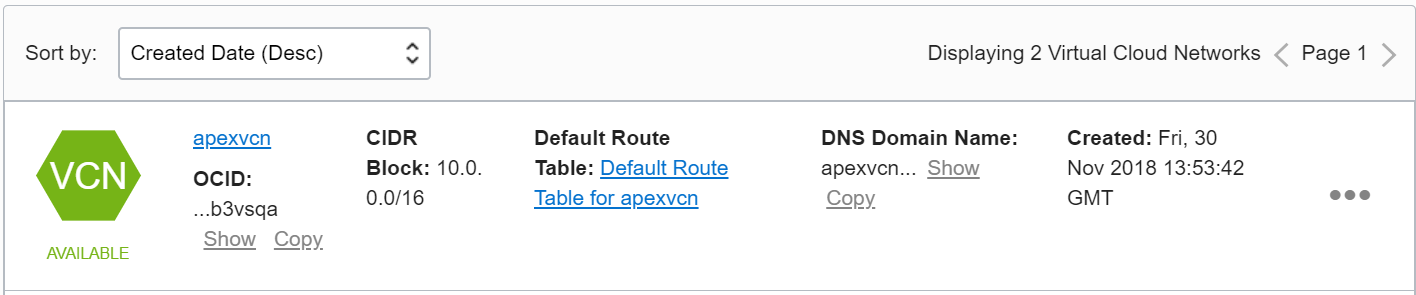 Sort by: Created Date (Desc) Displaying 2 Virtual Cloud Networks Page 1
VCN
AVAILABLE
apexvcn
OCID:
...b3vsqa
Show Copy
CIDR
Block: 10.0.
0.0/16
Default Route
Table: Default Route
Table for apexvcn
DNS Domain Name:
apexvcn... Show
Copy
Created: Fri, 30
Nov 2018 13:53:42
GMT